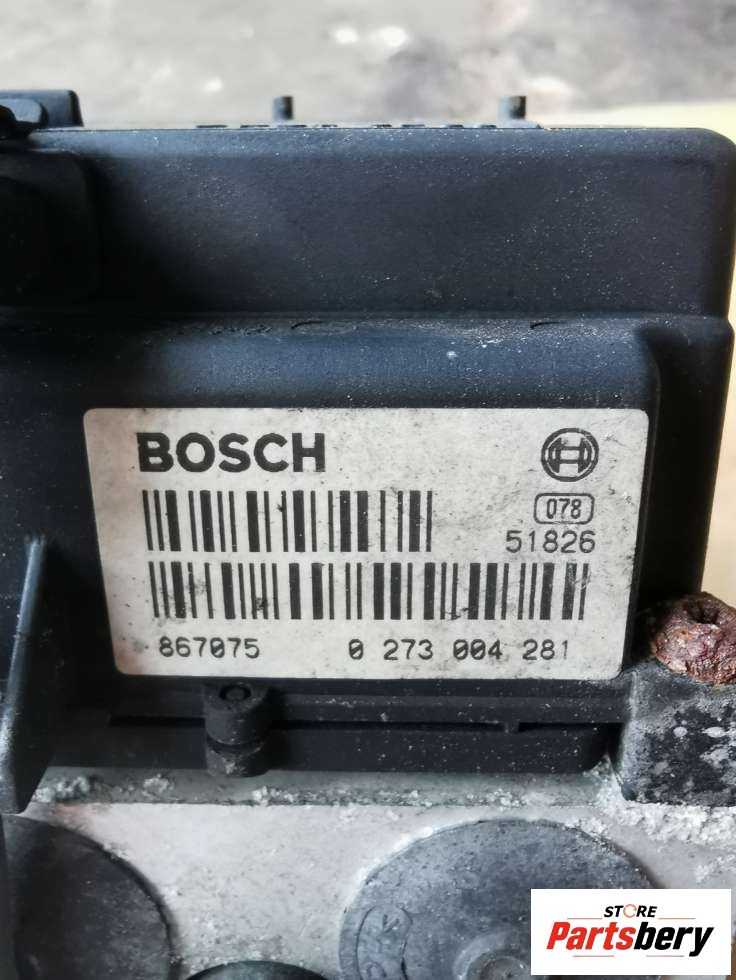 BOSCH
078
51826
867075 0 273 004 281
STORE
Partsbery